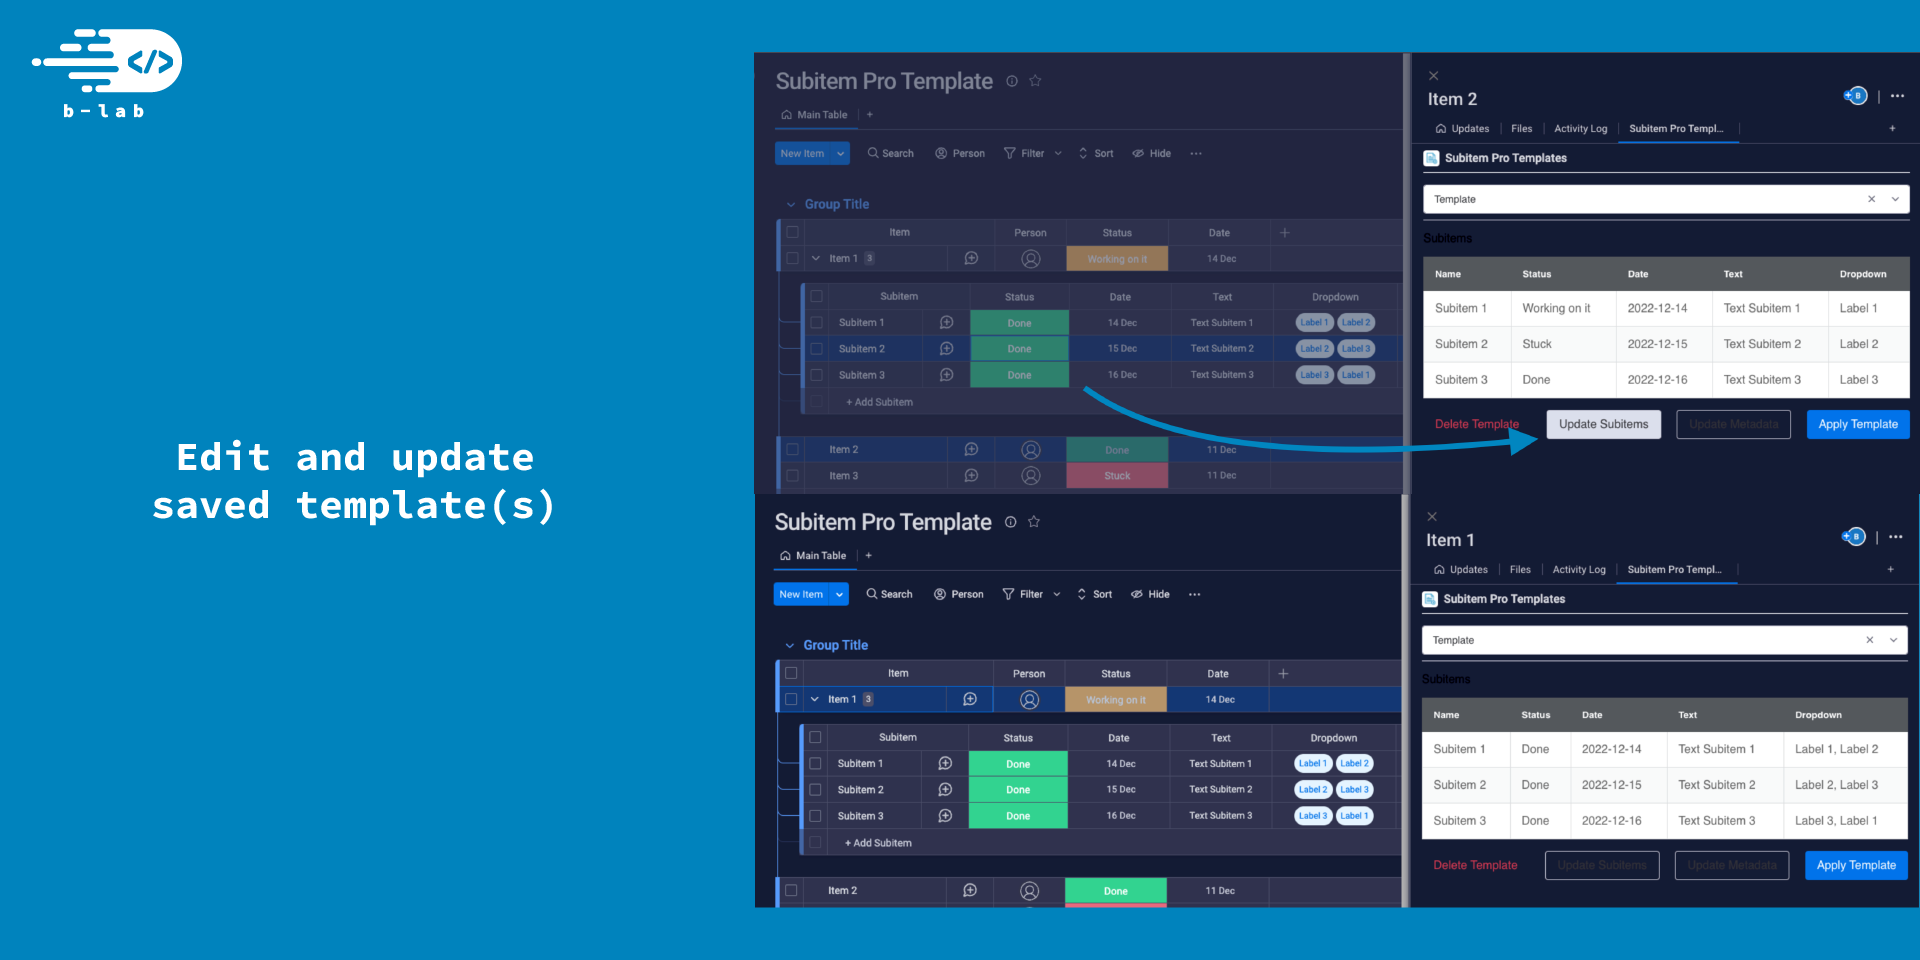 </>
b-lab
Edit and update
saved template(s)
Subitem Pro Template
Main Table +
New Item Search Person Filter Sort Hide ...
Group Title
Item Person Status Date +
Item 1 3 Working on it 14 Dec
Subitem Status Date Text Dropdown
Subitem 1 Done 14 Dec Text Subitem 1 Label 1 Label 2
Subitem 2 Done 15 Dec Text Subitem 2 Label 2 Label 3
Subitem 3 Done 16 Dec Text Subitem 3 Label 3 Label 1
+ Add Subitem
Item 2 Done 11 Dec
Item 3 Stuck 11 Dec
Item 2
B
Updates Files Activity Log Subitem Pro Templ... +
Subitem Pro Templates
Template
Subitems
Name Status Date Text Dropdown
Subitem 1 Working on it 2022-12-14 Text Subitem 1 Label 1
Subitem 2 Stuck 2022-12-15 Text Subitem 2 Label 2
Subitem 3 Done 2022-12-16 Text Subitem 3 Label 3
Delete Template Update Subitems Update Metadata Apply Template
Subitem Pro Template
Main Table +
New Item Search Person Filter Sort Hide ...
Group Title
Item Person Status Date +
Item 1 3 Working on it 14 Dec
Subitem Status Date Text Dropdown
Subitem 1 Done 14 Dec Text Subitem 1 Label 1 Label 2
Subitem 2 Done 15 Dec Text Subitem 2 Label 2 Label 3
Subitem 3 Done 16 Dec Text Subitem 3 Label 3 Label 1
+ Add Subitem
Item 2 Done 11 Dec
Item 1
B
Updates Files Activity Log Subitem Pro Templ... +
Subitem Pro Templates
Template
Subitems
Name Status Date Text Dropdown
Subitem 1 Done 2022-12-14 Text Subitem 1 Label 1, Label 2
Subitem 2 Done 2022-12-15 Text Subitem 2 Label 2, Label 3
Subitem 3 Done 2022-12-16 Text Subitem 3 Label 3, Label 1
Delete Template Update Subitems Update Metadata Apply Template